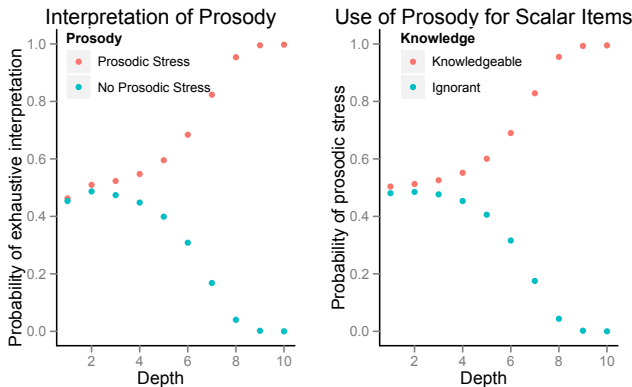 Interpretation of Prosody
Probability of exhaustive interpretation
Prosody
Prosodic Stress
No Prosodic Stress
1.0
0.8
0.6
0.4
0.2
0.0
2 4 6 8 10
Depth
Use of Prosody for Scalar Items
Probability of prosodic stress
Knowledge
Knowledgeable
Ignorant
1.0
0.8
0.6
0.4
0.2
0.0
2 4 6 8 10
Depth